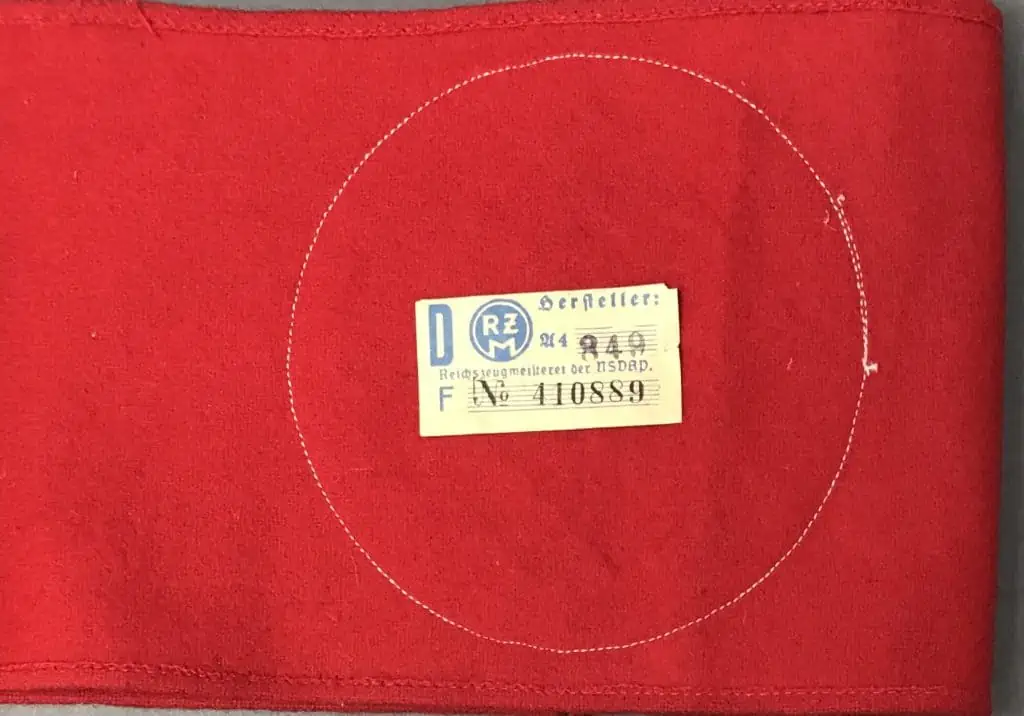 D RZM Hersteller:
A4 849
Reichszeugmeisterei der NSDAP.
F № 410889